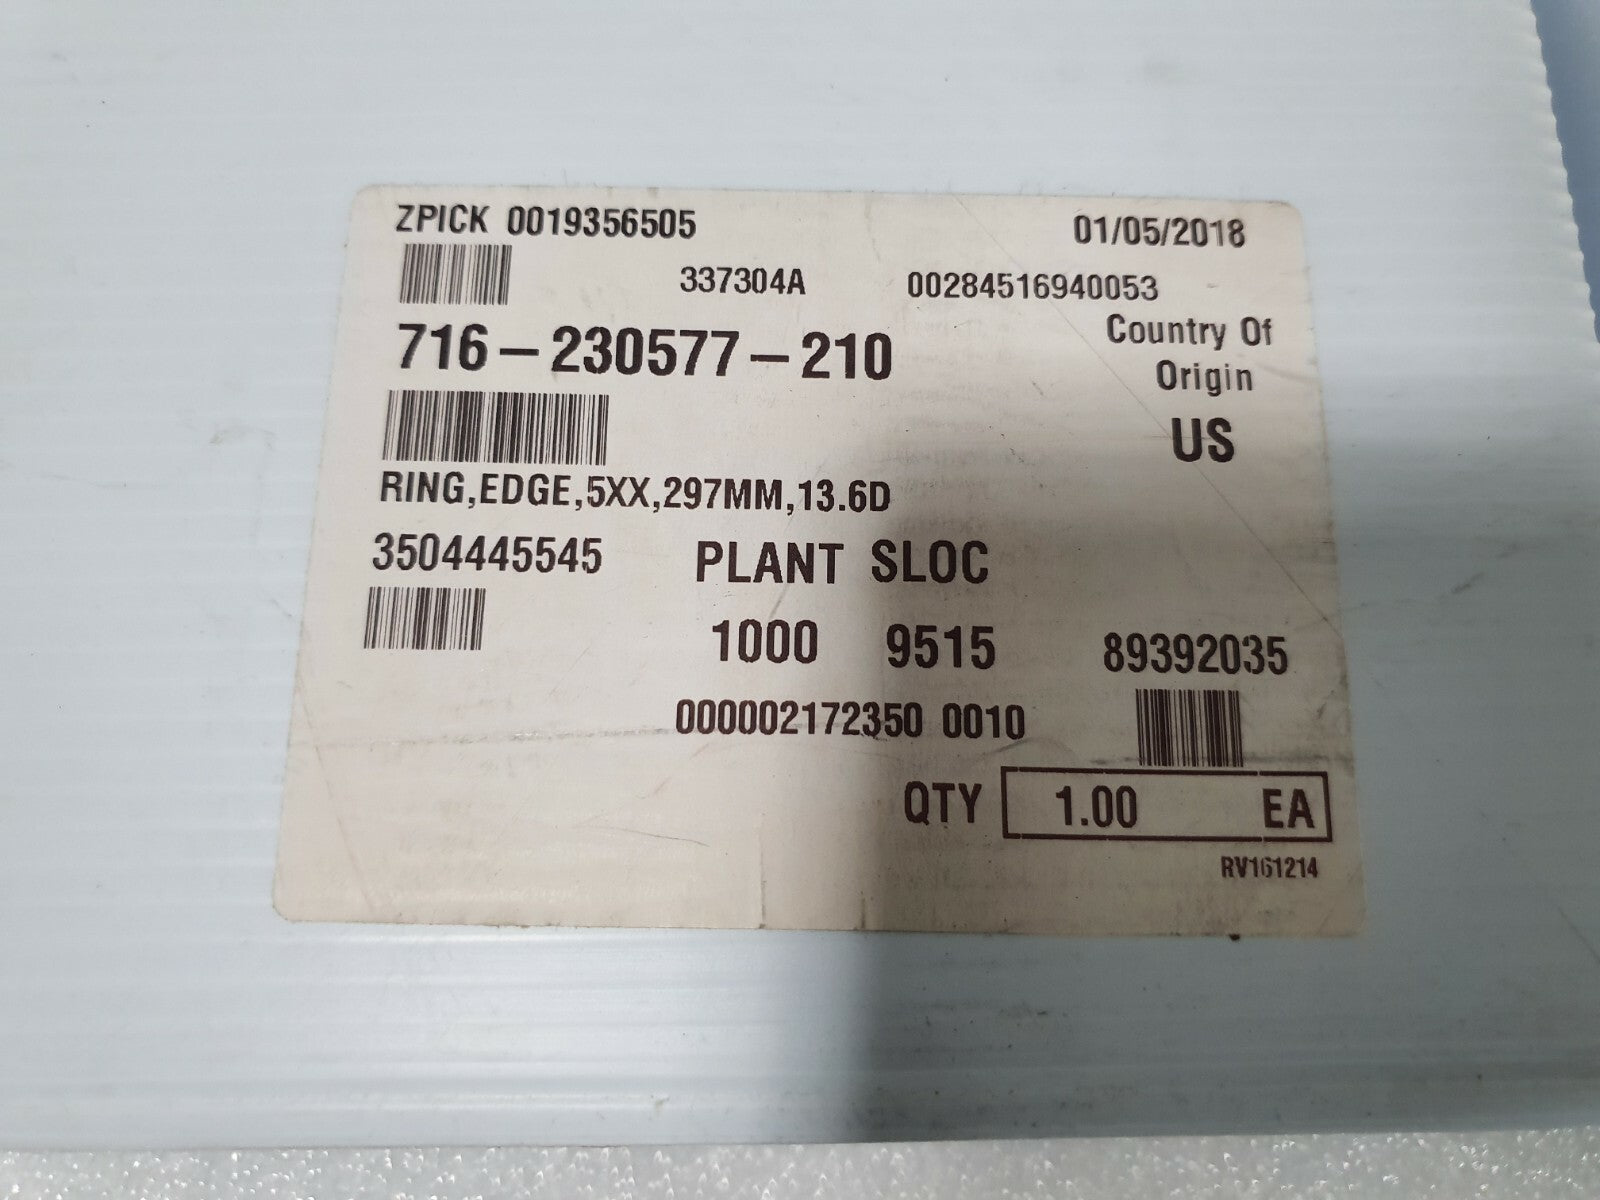 ZPICK 0019356505 01/05/2018
337304A 00284516940053
716-230577-210 Country Of
Origin
US
RING,EDGE,5XX,297MM,13.6D
3504445545 PLANT SLOC
1000 9515 89392035
000002172350 0010
QTY 1.00 EA
RV161214